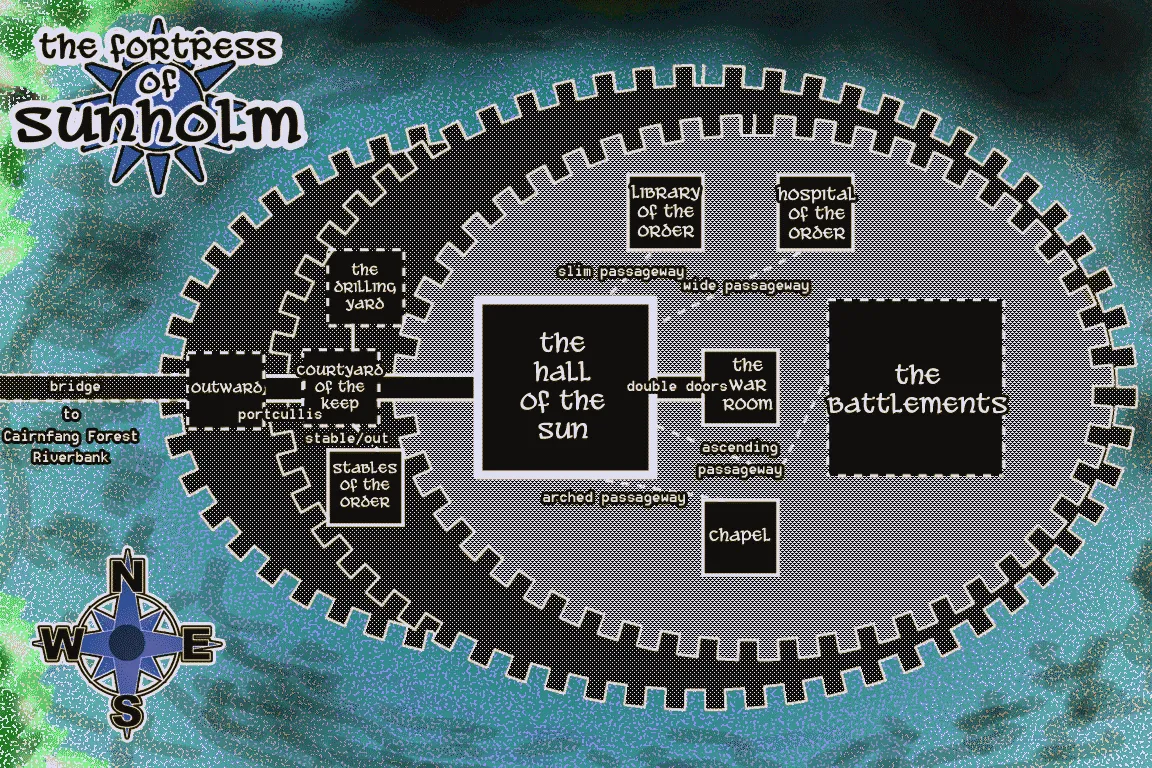 the fortress
of
sunholm
library
of the
order
hospital
of the
order
slim passageway
wide passageway
the
drilling
yard
the
hall
of the
sun
the
war
room
double doors
the
battlements
bridge
to
Cairnfang Forest
Riverbank
outward
portcullis
courtyard
of the
keep
stable/out
stables
of the
order
ascending
passageway
arched passageway
chapel
N
W
E
S